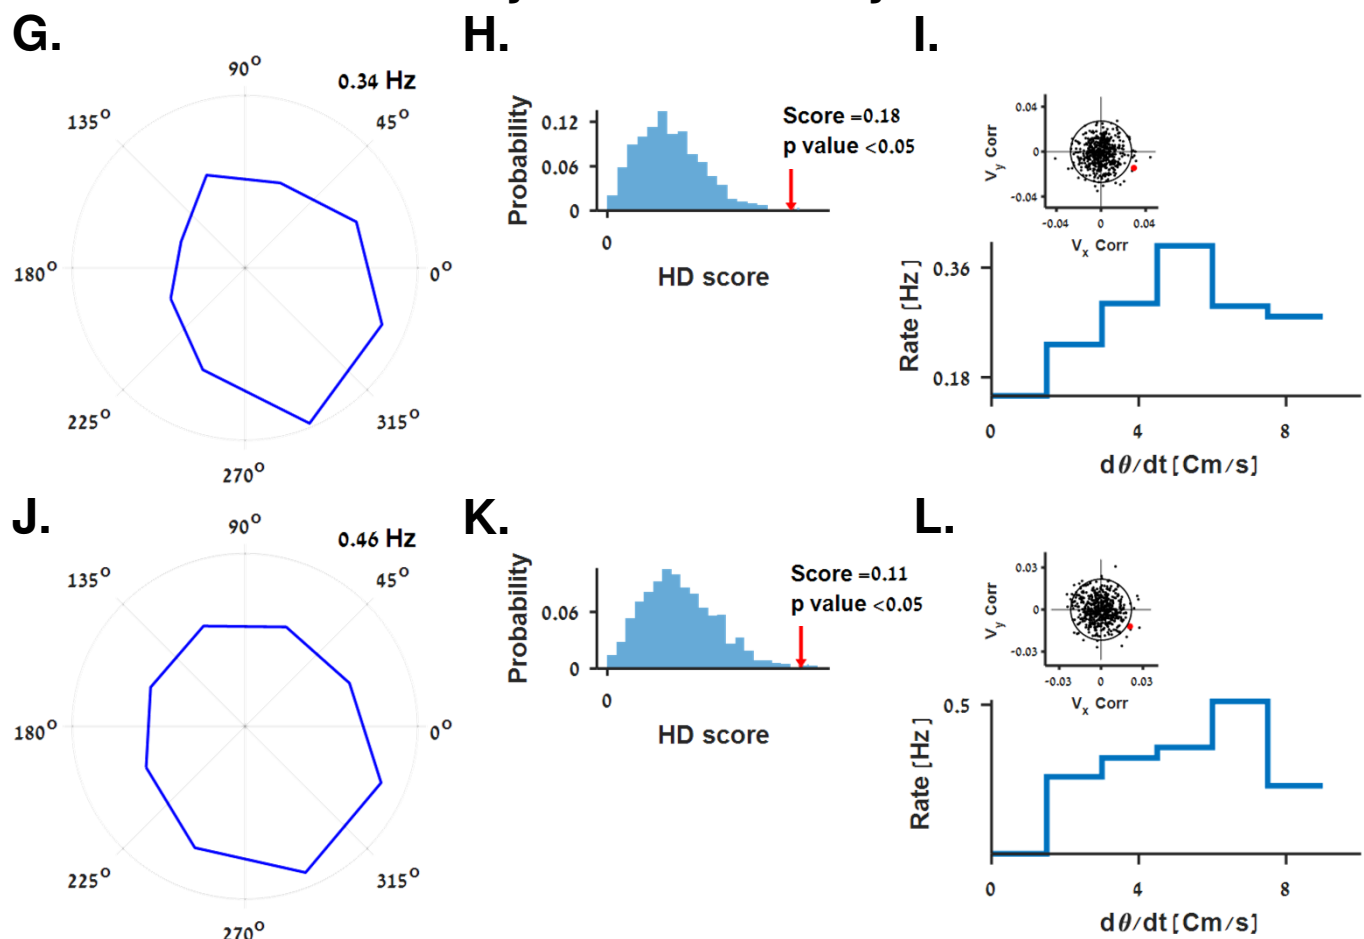 G.
90°
0.34 Hz
135°
45°
180°
0°
225°
315°
270°
H.
Probability
0.12
0.06
0
0
Score =0.18
p value <0.05
HD score
I.
0.04
0
-0.04
Vy Corr
-0.04
0
0.04
Vx Corr
Rate [Hz]
0.36
0.18
0
4
8
dθ/dt [Cm/s]
J.
90°
0.46 Hz
135°
45°
180°
0°
225°
315°
270°
K.
Probability
0.06
0
0
Score =0.11
p value <0.05
HD score
L.
0.03
0
-0.03
Vy Corr
-0.03
0
0.03
Vx Corr
Rate [Hz]
0.5
0
4
8
dθ/dt [Cm/s]